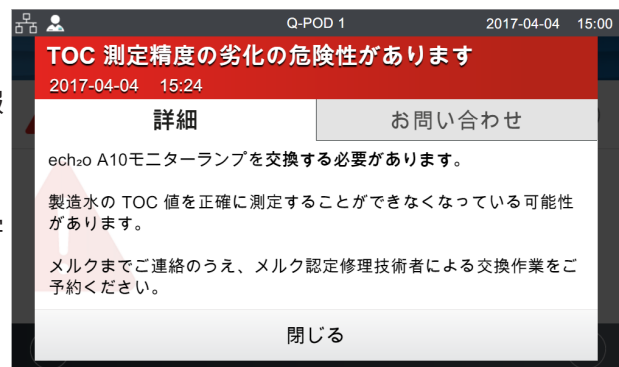 Q-POD 1
2017-04-04 15:00
TOC 測定精度の劣化の危険性があります
2017-04-04 15:24
詳細
お問い合わせ
ech₂o A10モニターランプを交換する必要があります。
製造水の TOC 値を正確に測定することができなくなっている可能性
があります。
メルクまでご連絡のうえ、メルク認定修理技術者による交換作業をご
予約ください。
閉じる